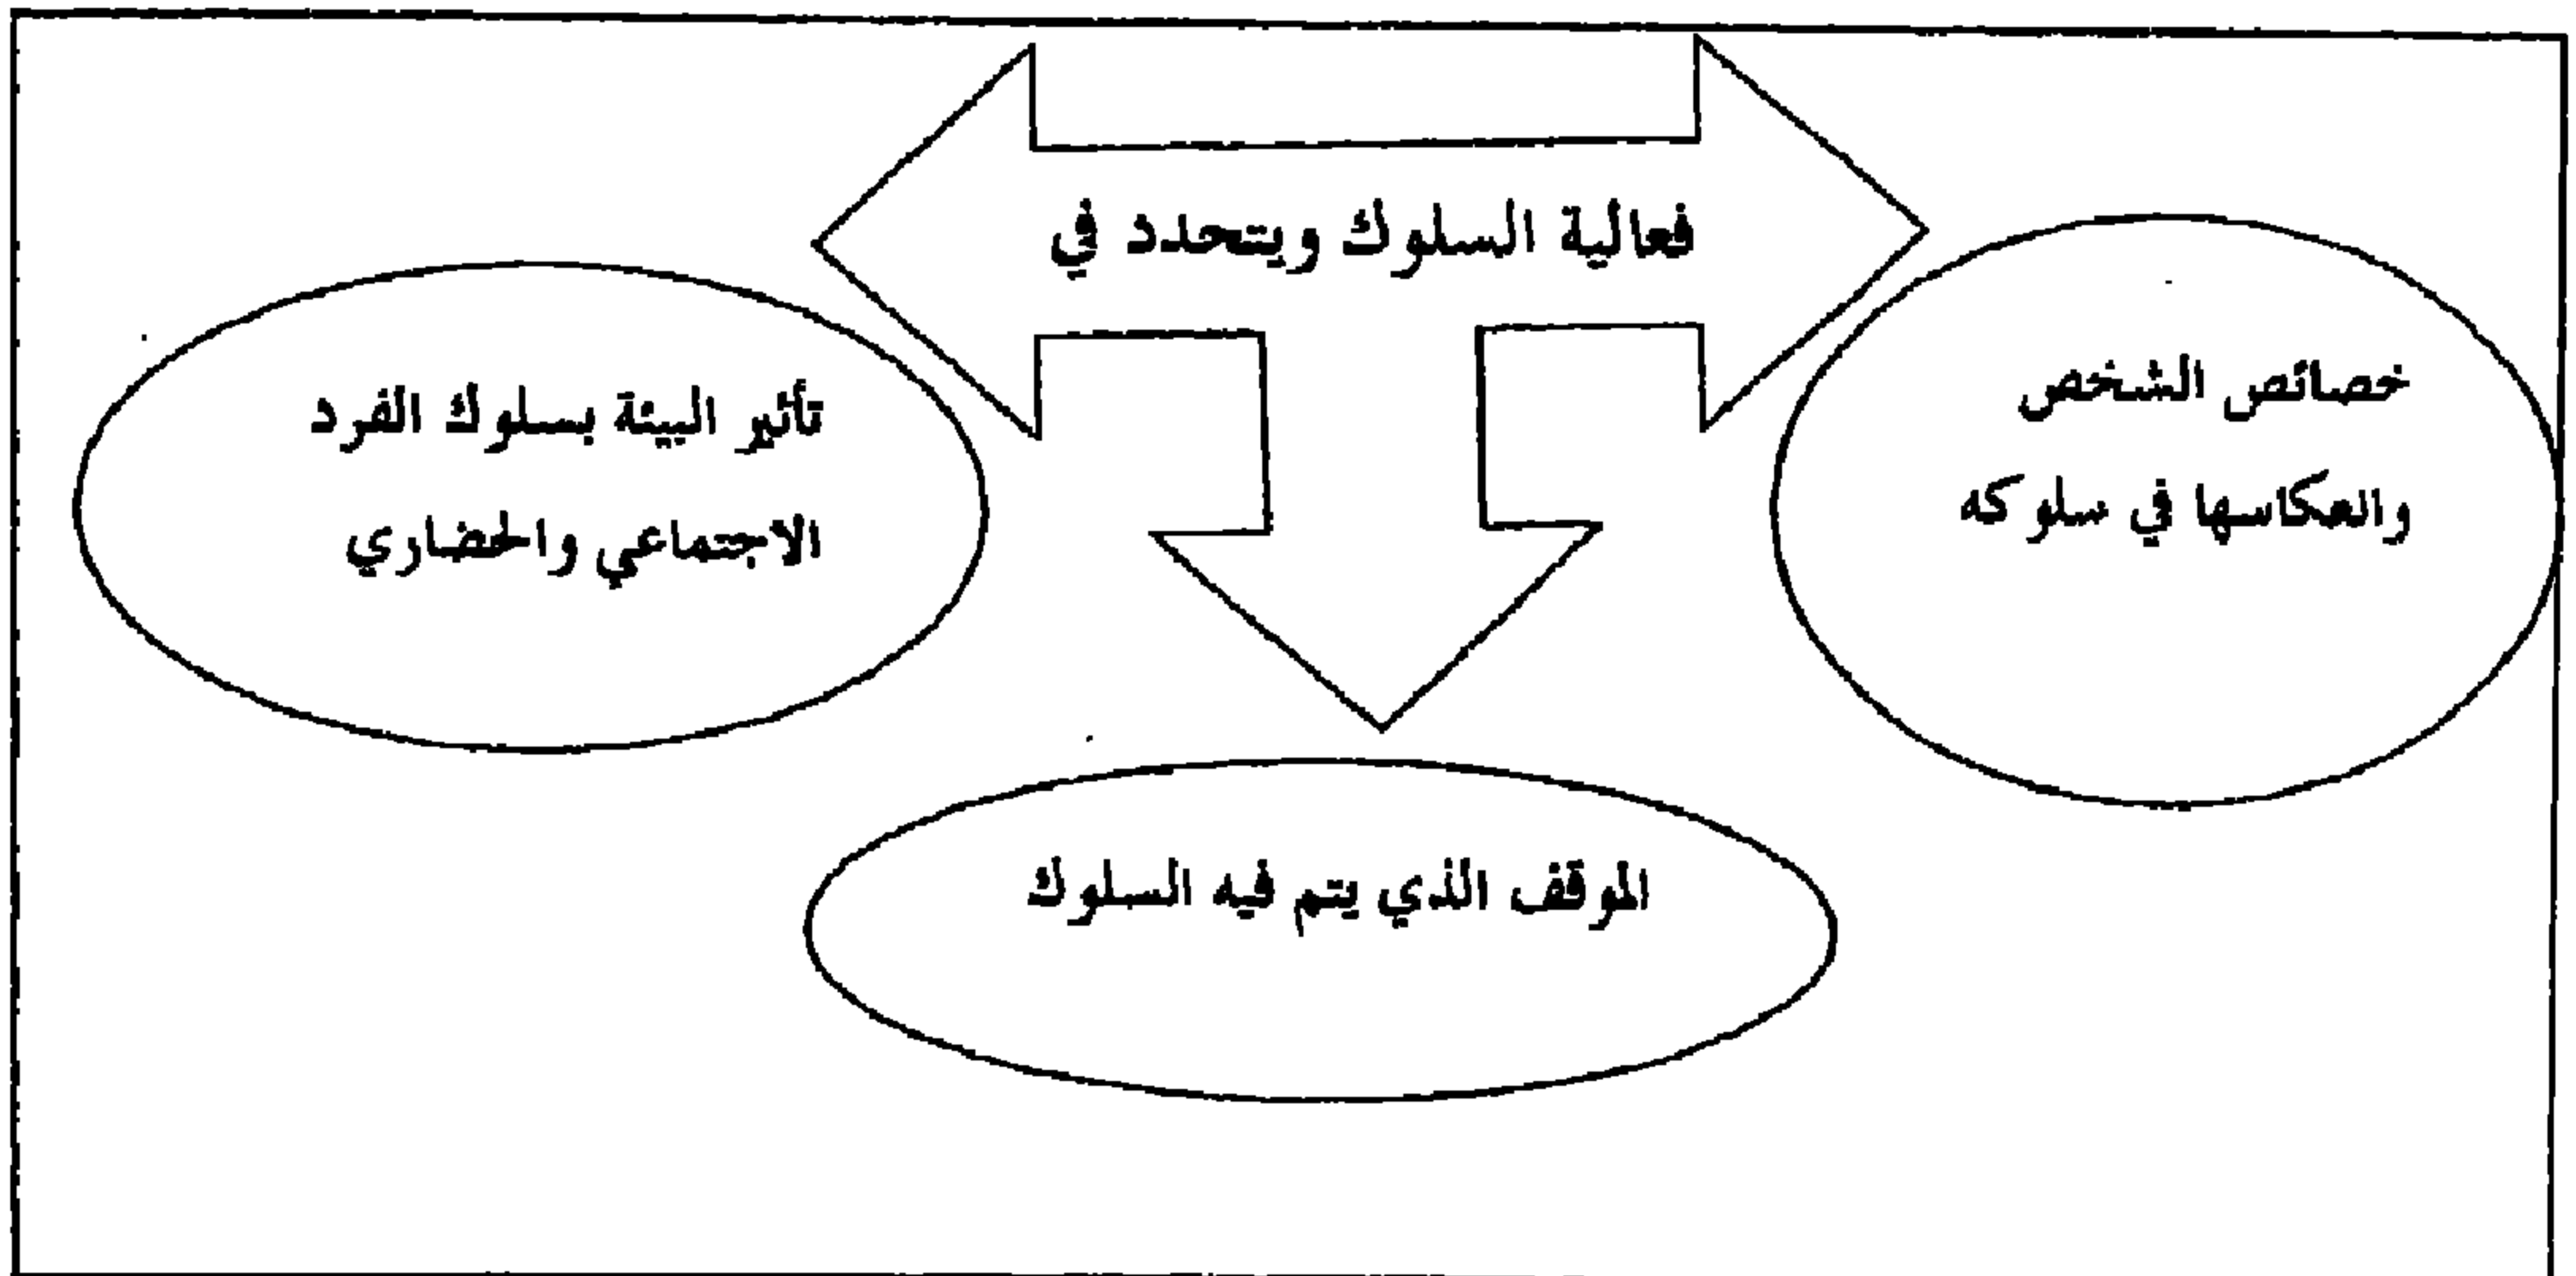 فعالية السلوك ويتحدد في
خصائص الشخص
وانعكاسها في سلوكه
تأثير البيئة بسلوك الفرد
الاجتماعي والحضاري
الموقف الذي يتم فيه السلوك